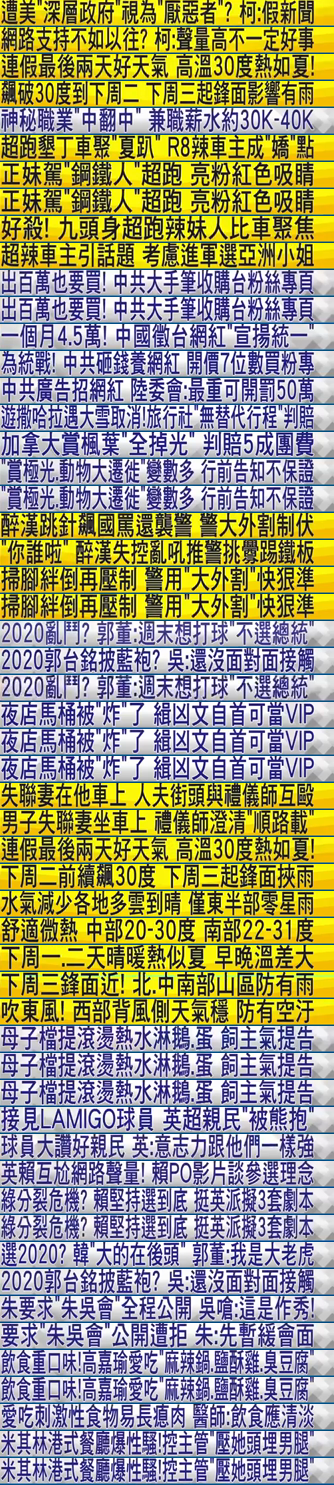 遭美"深層政府"視為"厭惡者"? 柯:假新聞
網路支持不如以往? 柯:聲量高不一定好事
連假最後兩天好天氣 高溫30度熱如夏!
飆破30度到下周二 下周三起鋒面影響有雨
神秘職業"中翻中" 兼職薪水約30K-40K
超跑墾丁車聚"夏趴" R8辣車主成"嬌"點
正妹駕"鋼鐵人"超跑 亮粉紅色吸睛
正妹駕"鋼鐵人"超跑 亮粉紅色吸睛
好殺! 九頭身超跑辣妹人比車聚焦
超辣車主引話題 考慮進軍選亞洲小姐
出百萬也要買! 中共大手筆收購台粉絲專頁
出百萬也要買! 中共大手筆收購台粉絲專頁
一個月4.5萬! 中國徵台網紅"宣揚統一"
為統戰! 中共砸錢養網紅 開價7位數買粉專
中共廣告招網紅 陸委會:最重可開罰50萬
遊撒哈拉遇大雪取消!旅行社"無替代行程"判賠
加拿大賞楓葉"全掉光" 判賠5成團費
"賞極光.動物大遷徙"變數多 行前告知不保證
"賞極光.動物大遷徙"變數多 行前告知不保證
醉漢跳針飆國罵還襲警 警大外割制伏
"你誰啦" 醉漢失控亂吼推警挑釁踢鐵板
掃腳絆倒再壓制 警用"大外割"快狠準
掃腳絆倒再壓制 警用"大外割"快狠準
2020亂鬥? 郭董:週末想打球"不選總統"
2020郭台銘披藍袍? 吳:還沒面對面接觸
2020亂鬥? 郭董:週末想打球"不選總統"
夜店馬桶被"炸"了 緝凶文自首可當VIP
夜店馬桶被"炸"了 緝凶文自首可當VIP
夜店馬桶被"炸"了 緝凶文自首可當VIP
失聯妻在他車上 人夫街頭與禮儀師互毆
男子失聯妻坐車上 禮儀師澄清"順路載"
連假最後兩天好天氣 高溫30度熱如夏!
下周二前續飆30度 下周三起鋒面挾雨
水氣減少各地多雲到晴 僅東半部零星雨
舒適微熱 中部20-30度 南部22-31度
下周一.二天晴暖熱似夏 早晚溫差大
下周三鋒面近! 北.中南部山區防有雨
吹東風! 西部背風側天氣穩 防有空汙
母子檔提滾燙熱水淋鵝.蛋 飼主氣提告
母子檔提滾燙熱水淋鵝.蛋 飼主氣提告
母子檔提滾燙熱水淋鵝.蛋 飼主氣提告
接見LAMIGO球員 英超親民"被熊抱"
球員大讚好親民 英:意志力跟他們一樣強
英賴互尬網路聲量! 賴PO影片談參選理念
綠分裂危機? 賴堅持選到底 挺英派擬3套劇本
綠分裂危機? 賴堅持選到底 挺英派擬3套劇本
選2020? 韓"大的在後頭" 郭董:我是大老虎
2020郭台銘披藍袍? 吳:還沒面對面接觸
朱要求"朱吳會"全程公開 吳嗆:這是作秀!
要求"朱吳會"公開遭拒 朱:先暫緩會面
飲食重口味!高嘉瑜愛吃"麻辣鍋.鹽酥雞.臭豆腐"
飲食重口味!高嘉瑜愛吃"麻辣鍋.鹽酥雞.臭豆腐"
愛吃刺激性食物易長瘜肉 醫師:飲食應清淡
米其林港式餐廳爆性騷!控主管"壓她頭埋男腿"
米其林港式餐廳爆性騷!控主管"壓她頭埋男腿"